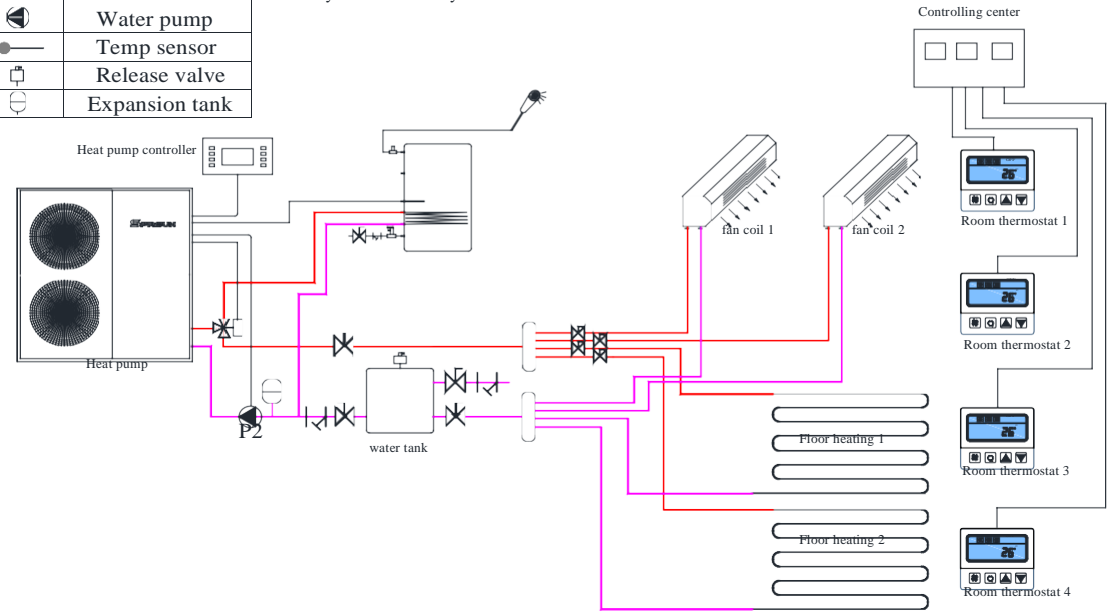 Water pump
Temp sensor
Release valve
Expansion tank
Controlling center
Heat pump controller
SPRSUN
Heat pump
fan coil 1
fan coil 2
Room thermostat 1
Room thermostat 2
P2
water tank
Floor heating 1
Room thermostat 3
Floor heating 2
Room thermostat 4